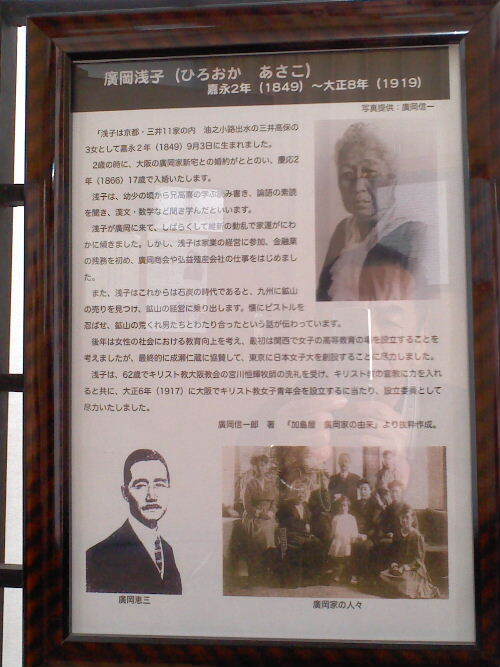 廣岡浅子（ひろおか　あさこ）
嘉永2年（1849）～大正8年（1919）
写真提供：廣岡信一
「浅子は京都・三井11家の内　油之小路出水の三井高保の
3女として嘉永2年（1849）9月3日に生まれました。
2歳の時に、大阪の廣岡家新宅との婚約がととのい、慶応2
年（1866）17歳で入婚いたします。
浅子は、幼少の頃から兄高喜の学ぶ読み書き、論語の素読
を聞き、漢文・数学など聞き学んだといいます。
浅子が廣岡に来て、しばらくして維新の動乱で家運がにわ
かに傾きました。しかし、浅子は家業の経営に参加、金融業
の残務を初め、廣岡商会や弘益殖産会社の仕事をはじめまし
た。
また、浅子はこれからは石炭の時代であると、九州に鉱山
の売りを見つけ、鉱山の経営に乗り出します。懐にピストルを
忍ばせ、鉱山の荒くれ男たちとわたり合ったという話が伝わっています。
後年は女性の社会における教育向上を考え、最初は関西で女子の高等教育の場を設立することを
考えましたが、最終的に成瀬仁蔵に協賛して、東京に日本女子大を創設することに尽力しました。
浅子は、62歳でキリスト教大阪教会の宮川恒輝牧師の洗礼を受け、キリスト教の宣教に力を入れ
ると共に、大正6年（1917）に大阪でキリスト教女子青年会を設立するに当たり、設立委員として
尽力いたしました。
廣岡信一郎　著　「加島屋　廣岡家の由来」より抜粋作成。
廣岡恵三
廣岡家の人々